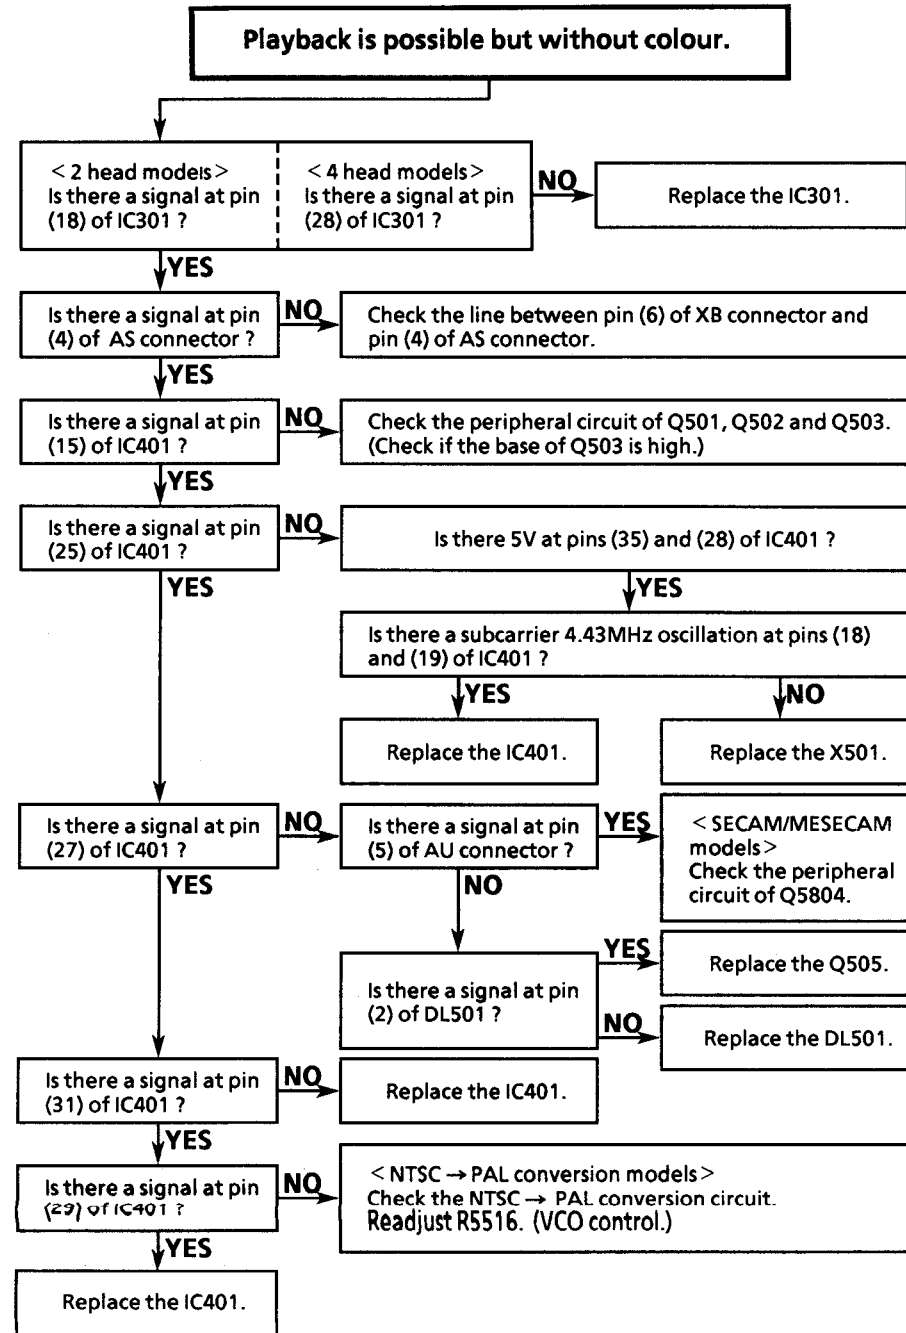 Playback is possible but without colour.
< 2 head models >
Is there a signal at pin
(18) of IC301 ?
< 4 head models >
Is there a signal at pin
(28) of IC301 ?
NO
Replace the IC301.
YES
Is there a signal at pin
(4) of AS connector ?
NO
Check the line between pin (6) of XB connector and
pin (4) of AS connector.
YES
Is there a signal at pin
(15) of IC401 ?
NO
Check the peripheral circuit of Q501, Q502 and Q503.
(Check if the base of Q503 is high.)
YES
Is there a signal at pin
(25) of IC401 ?
NO
Is there 5V at pins (35) and (28) of IC401 ?
YES
YES
Is there a subcarrier 4.43MHz oscillation at pins (18)
and (19) of IC401 ?
YES
NO
Replace the IC401.
Replace the X501.
Is there a signal at pin
(27) of IC401 ?
NO
Is there a signal at pin
(5) of AU connector ?
YES
< SECAM/MESECAM
models >
Check the peripheral
circuit of Q5804.
YES
NO
Is there a signal at pin
(2) of DL501 ?
YES
Replace the Q505.
NO
Replace the DL501.
Is there a signal at pin
(31) of IC401 ?
NO
Replace the IC401.
YES
Is there a signal at pin
(29) of IC401 ?
NO
< NTSC → PAL conversion models >
Check the NTSC → PAL conversion circuit.
Readjust R5516. (VCO control.)
YES
Replace the IC401.